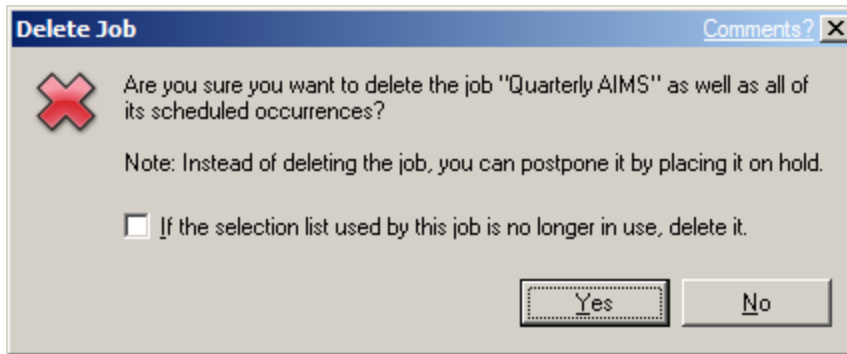 Delete Job
Comments?
Are you sure you want to delete the job "Quarterly AIMS" as well as all of
its scheduled occurrences?
Note: Instead of deleting the job, you can postpone it by placing it on hold.
If the selection list used by this job is no longer in use, delete it.
Yes
No